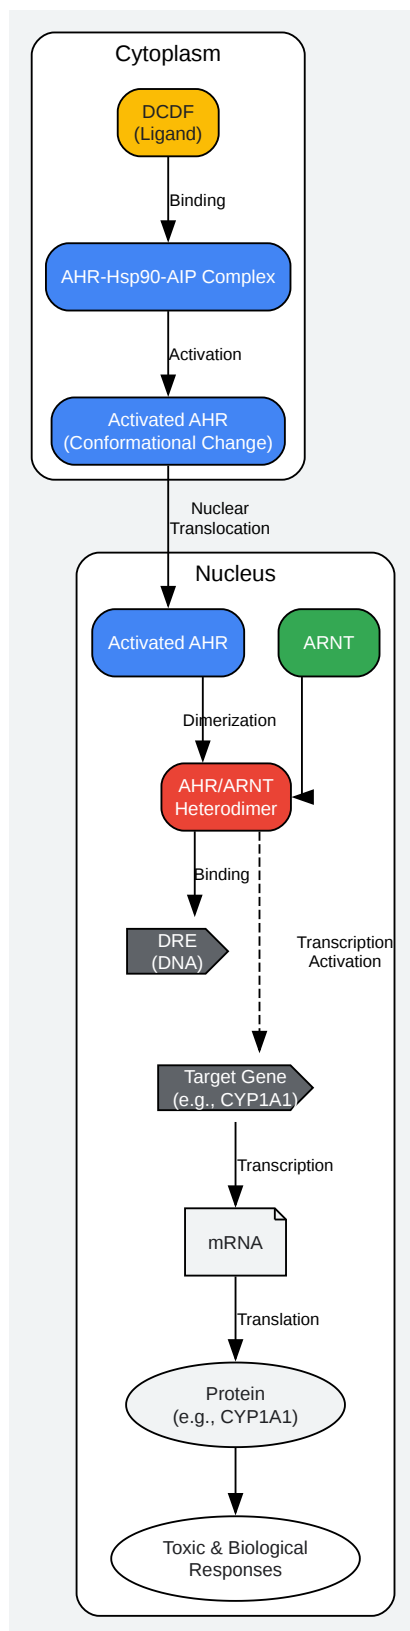 Cytoplasm
DCDF
(Ligand)
Binding
AHR-Hsp90-AIP Complex
Activation
Activated AHR
(Conformational Change)
Nuclear
Translocation
Nucleus
Activated AHR
ARNT
Dimerization
AHR/ARNT
Heterodimer
Binding
DRE
(DNA)
Transcription
Activation
Target Gene
(e.g., CYP1A1)
Transcription
mRNA
Translation
Protein
(e.g., CYP1A1)
Toxic & Biological
Responses